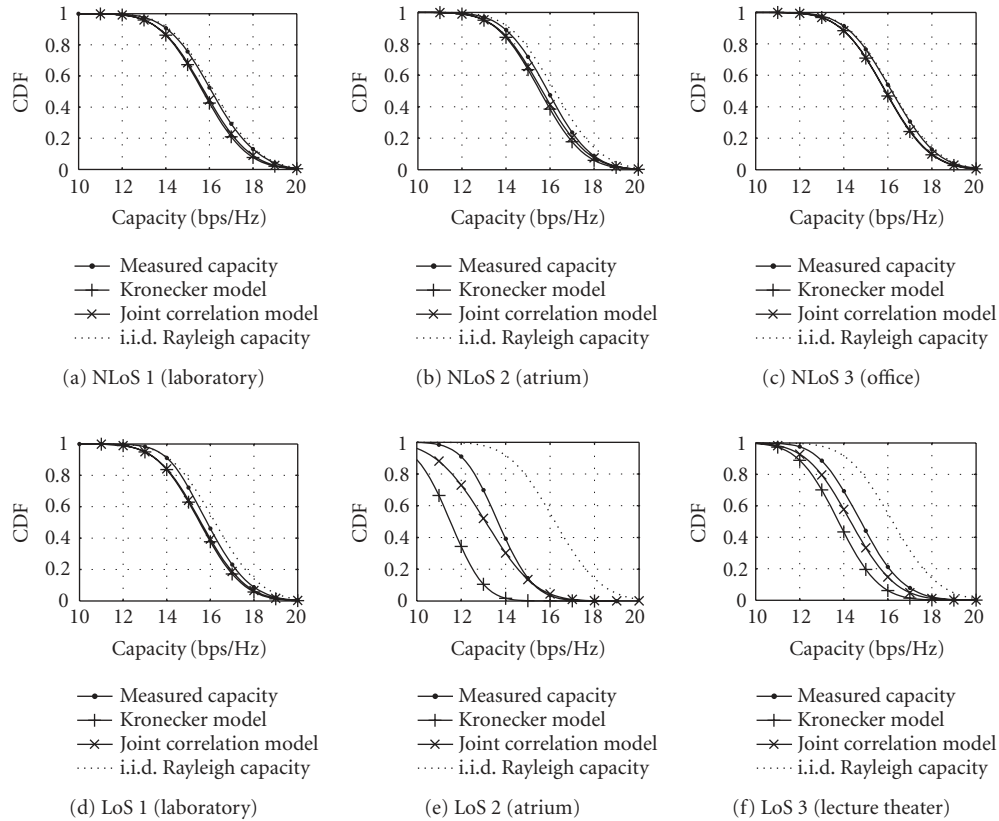 1
0.8
0.6
0.4
0.2
0
CDF
10 12 14 16 18 20
Capacity (bps/Hz)
Measured capacity
Kronecker model
Joint correlation model
i.i.d. Rayleigh capacity
(a) NLoS 1 (laboratory)
1
0.8
0.6
0.4
0.2
0
CDF
10 12 14 16 18 20
Capacity (bps/Hz)
Measured capacity
Kronecker model
Joint correlation model
i.i.d. Rayleigh capacity
(b) NLoS 2 (atrium)
1
0.8
0.6
0.4
0.2
0
CDF
10 12 14 16 18 20
Capacity (bps/Hz)
Measured capacity
Kronecker model
Joint correlation model
i.i.d. Rayleigh capacity
(c) NLoS 3 (office)
1
0.8
0.6
0.4
0.2
0
CDF
10 12 14 16 18 20
Capacity (bps/Hz)
Measured capacity
Kronecker model
Joint correlation model
i.i.d. Rayleigh capacity
(d) LoS 1 (laboratory)
1
0.8
0.6
0.4
0.2
0
CDF
10 12 14 16 18 20
Capacity (bps/Hz)
Measured capacity
Kronecker model
Joint correlation model
i.i.d. Rayleigh capacity
(e) LoS 2 (atrium)
1
0.8
0.6
0.4
0.2
0
CDF
10 12 14 16 18 20
Capacity (bps/Hz)
Measured capacity
Kronecker model
Joint correlation model
i.i.d. Rayleigh capacity
(f) LoS 3 (lecture theater)